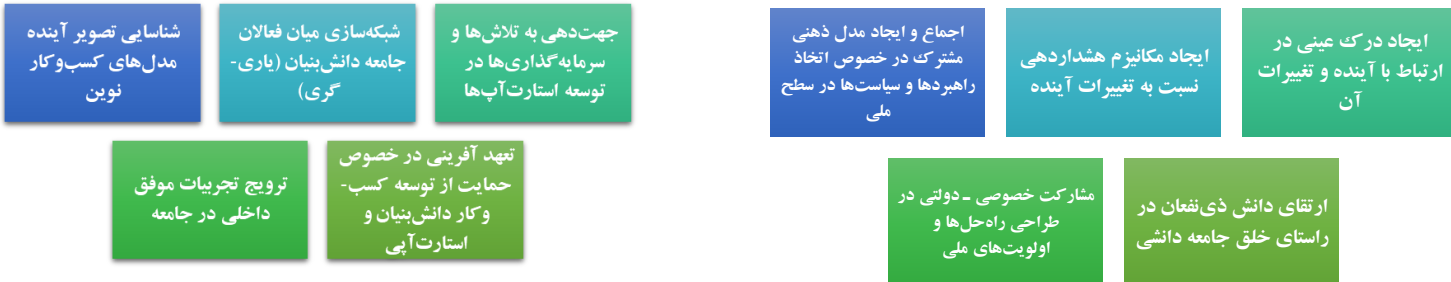 ایجاد درک عینی در
ارتباط با آینده و تغییرات
آن
ایجاد مکانیزم هشداردهی
نسبت به تغییرات آینده
اجماع و ایجاد مدل ذهنی
مشترک در خصوص اتخاذ
راهبردها و سیاست‌ها در سطح
ملی
ارتقای دانش ذی‌نفعان در
راستای خلق جامعه دانشی
مشارکت خصوصی ـ دولتی در
طراحی راه‌حل‌ها و
اولویت‌های ملی
جهت‌دهی به تلاش‌ها و
سرمایه‌گذاری‌ها در
توسعه استارت‌آپ‌ها
شبکه‌سازی میان فعالان
جامعه دانش‌بنیان (یاری-
گری)
شناسایی تصویر آینده
مدل‌های کسب‌وکار
نوین
تعهد آفرینی در خصوص
حمایت از توسعه کسب-
وکار دانش‌بنیان و
استارت‌آپی
ترویج تجربیات موفق
داخلی در جامعه